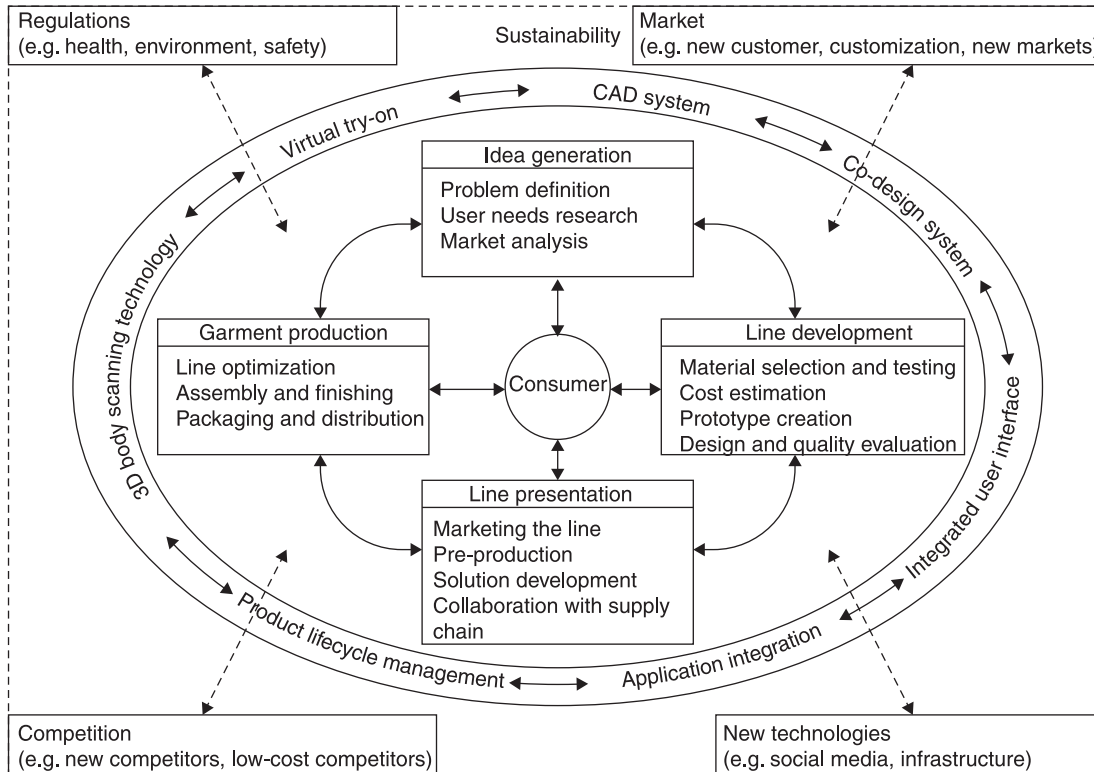 Regulations
(e.g. health, environment, safety)
Sustainability
Market
(e.g. new customer, customization, new markets)
Virtual try-on
CAD system
Co-design system
Idea generation
Problem definition
User needs research
Market analysis
3D body scanning technology
Garment production
Line optimization
Assembly and finishing
Packaging and distribution
Consumer
Line development
Material selection and testing
Cost estimation
Prototype creation
Design and quality evaluation
Integrated user interface
Line presentation
Marketing the line
Pre-production
Solution development
Collaboration with supply
chain
Product lifecycle management
Application integration
Competition
(e.g. new competitors, low-cost competitors)
New technologies
(e.g. social media, infrastructure)